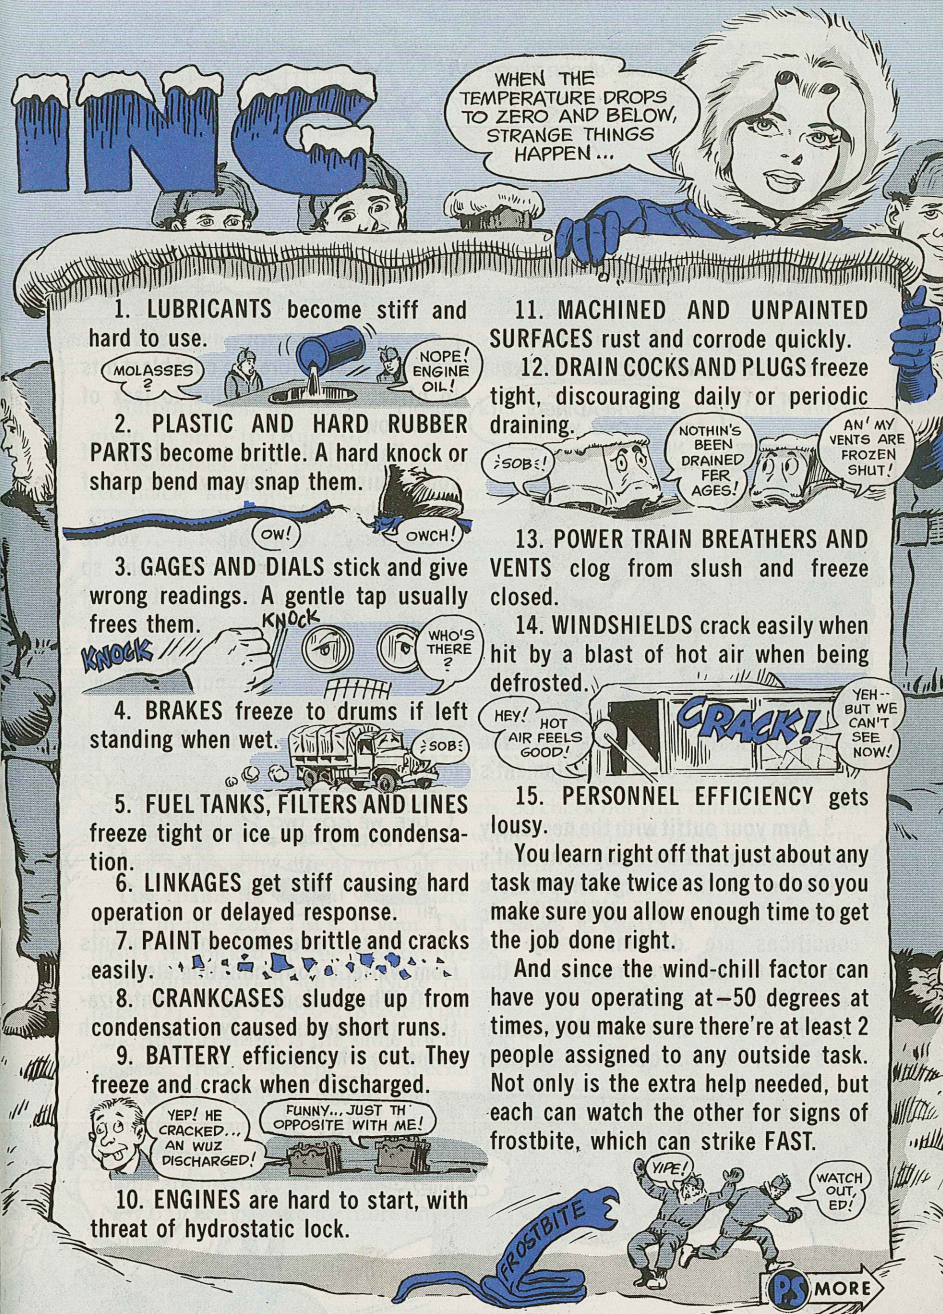 ING
WHEN THE
TEMPERATURE DROPS
TO ZERO AND BELOW,
STRANGE THINGS
HAPPEN...
1. LUBRICANTS become stiff and
hard to use.
MOLASSES
?
NOPE!
ENGINE
OIL!
2. PLASTIC AND HARD RUBBER
PARTS become brittle. A hard knock or
sharp bend may snap them.
OW!
OWCH!
3. GAGES AND DIALS stick and give
wrong readings. A gentle tap usually
frees them.
KNOCK
KNOCK
WHO'S
THERE
?
4. BRAKES freeze to drums if left
standing when wet.
SOB
5. FUEL TANKS, FILTERS AND LINES
freeze tight or ice up from condensa-
tion.
6. LINKAGES get stiff causing hard
operation or delayed response.
7. PAINT becomes brittle and cracks
easily.
8. CRANKCASES sludge up from
condensation caused by short runs.
9. BATTERY efficiency is cut. They
freeze and crack when discharged.
YEP! HE
CRACKED...
AN WUZ
DISCHARGED!
FUNNY... JUST TH'
OPPOSITE WITH ME!
10. ENGINES are hard to start, with
threat of hydrostatic lock.
11. MACHINED AND UNPAINTED
SURFACES rust and corrode quickly.
12. DRAIN COCKS AND PLUGS freeze
tight, discouraging daily or periodic
draining.
SOB!
NOTHIN'S
BEEN
DRAINED
FER
AGES!
AN' MY
VENTS ARE
FROZEN
SHUT!
13. POWER TRAIN BREATHERS AND
VENTS clog from slush and freeze
closed.
14. WINDSHIELDS crack easily when
hit by a blast of hot air when being
defrosted.
HEY! HOT
AIR FEELS
GOOD!
CRACK!
YEH--
BUT WE
CAN'T
SEE
NOW!
15. PERSONNEL EFFICIENCY gets
lousy.
You learn right off that just about any
task may take twice as long to do so you
make sure you allow enough time to get
the job done right.
And since the wind-chill factor can
have you operating at –50 degrees at
times, you make sure there're at least 2
people assigned to any outside task.
Not only is the extra help needed, but
each can watch the other for signs of
frostbite, which can strike FAST.
FROSTBITE
YIPE!
WATCH
OUT,
ED!
PS MORE